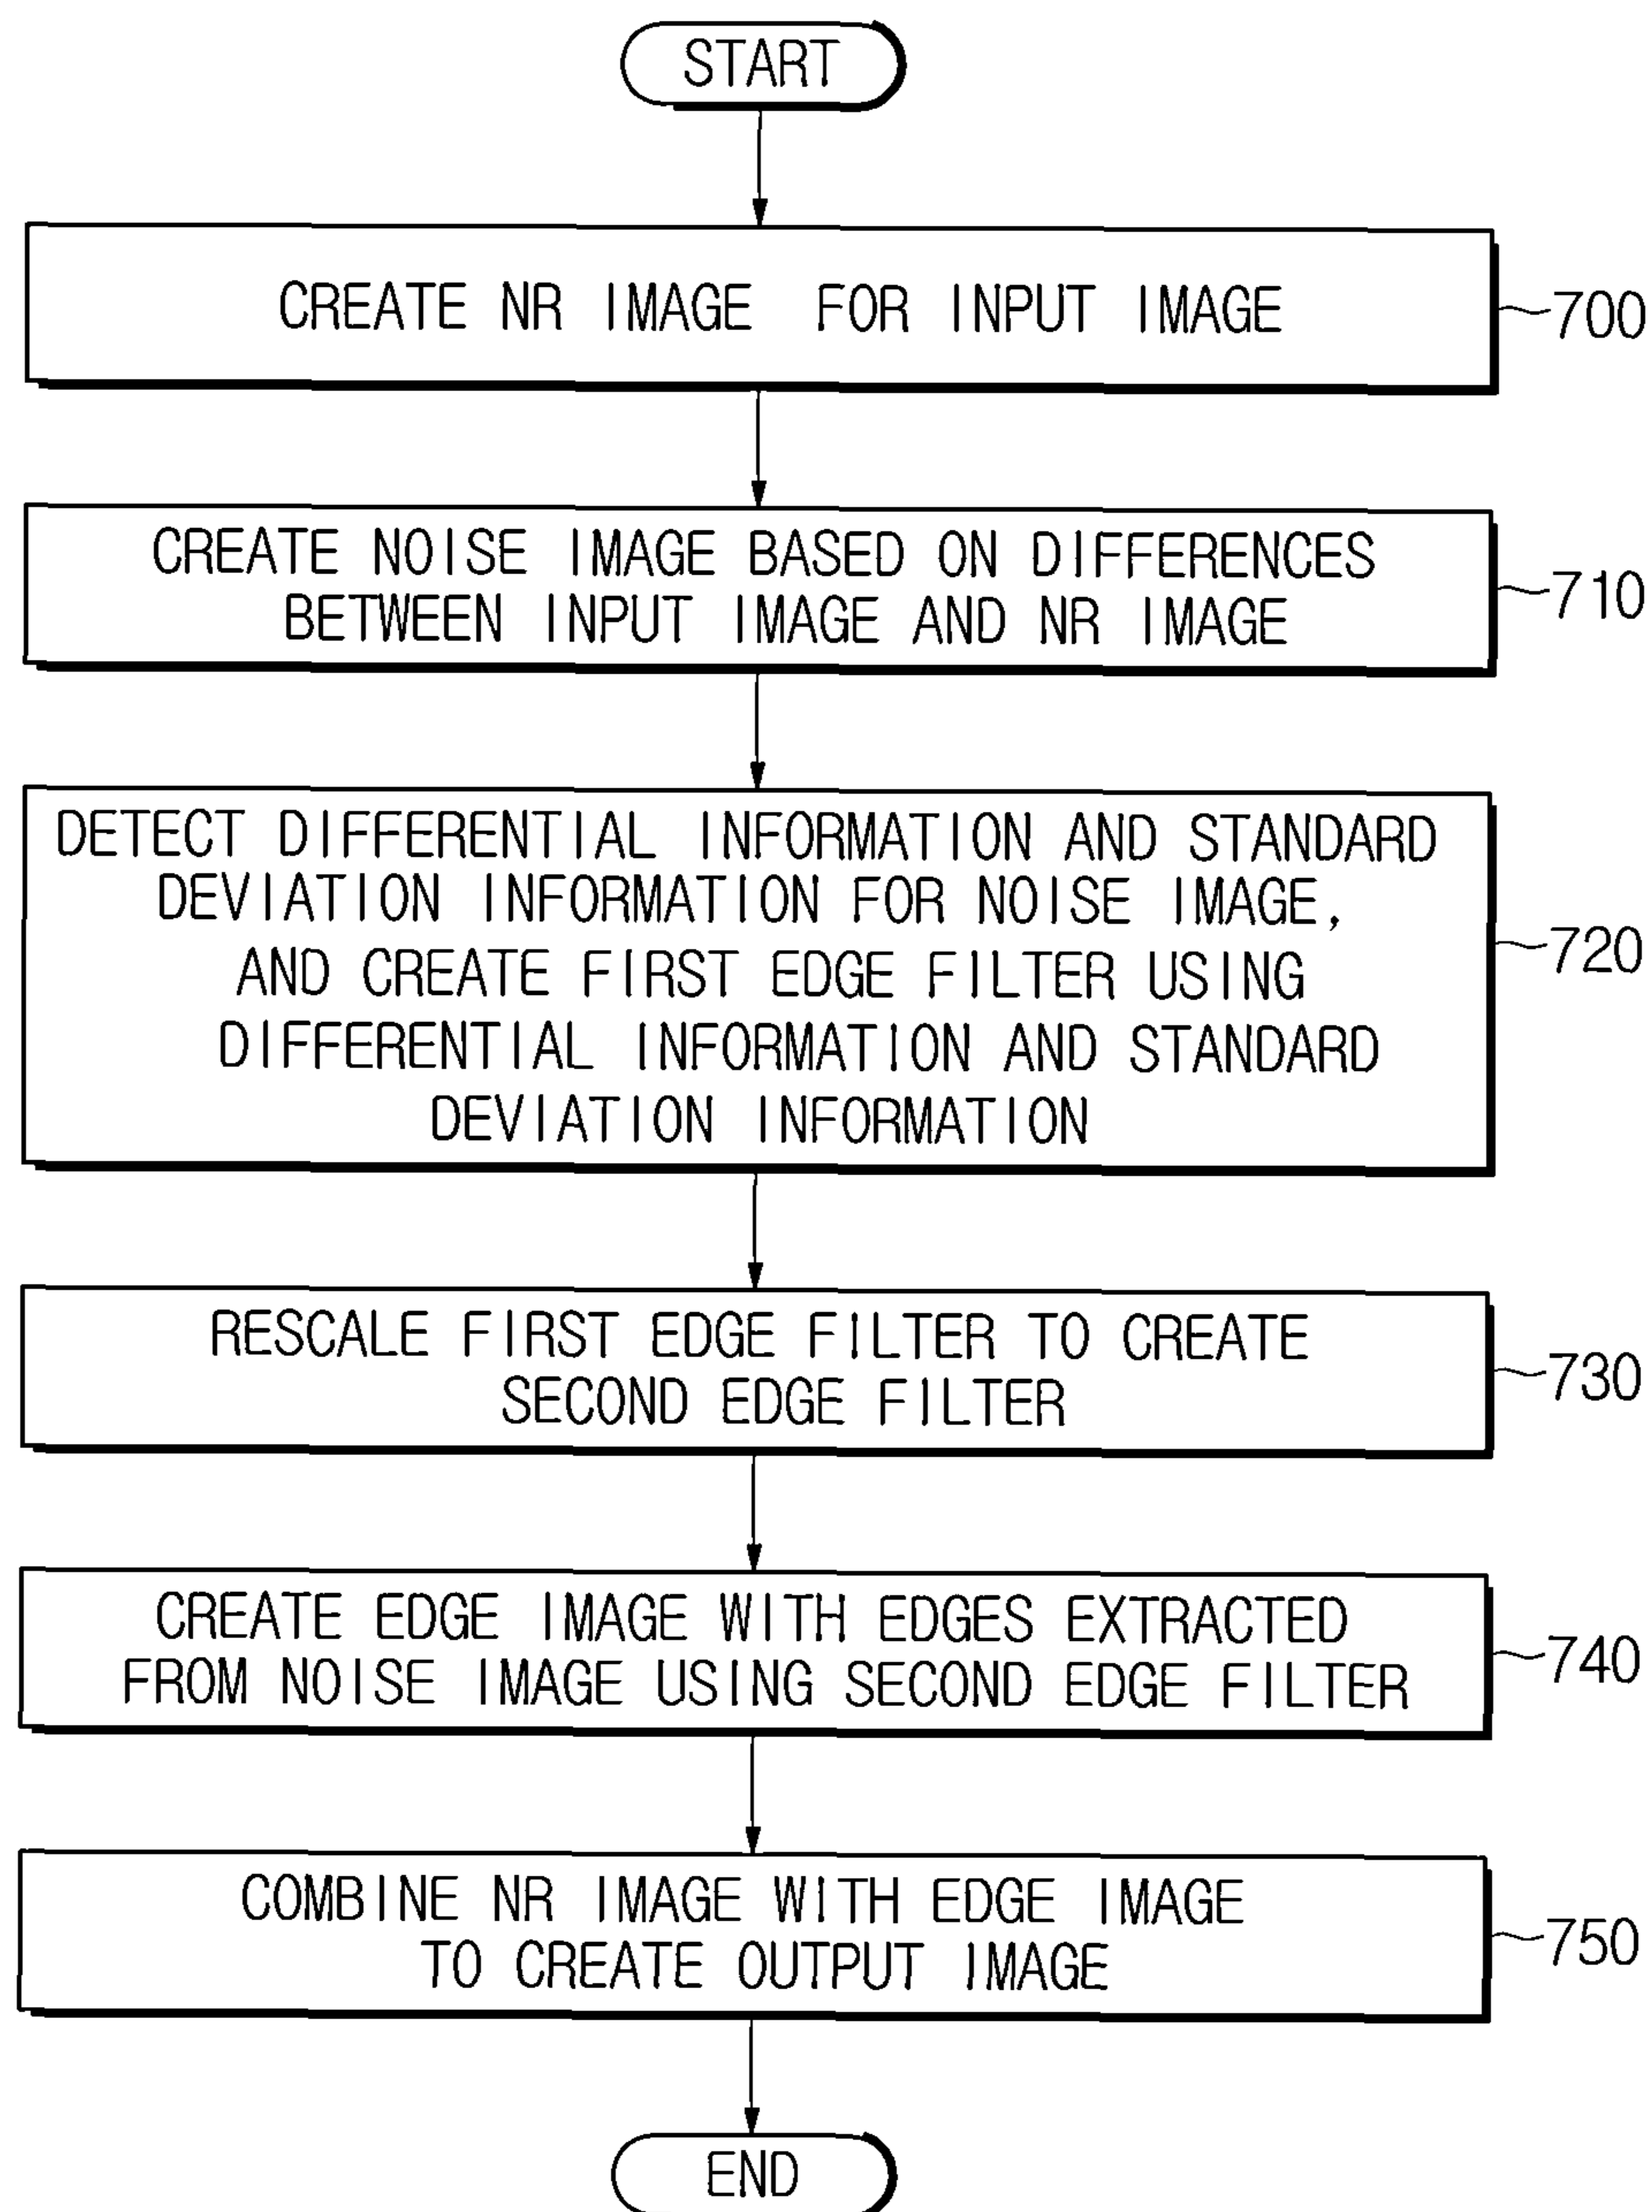 START
CREATE NR IMAGE FOR INPUT IMAGE
700
CREATE NOISE IMAGE BASED ON DIFFERENCES
BETWEEN INPUT IMAGE AND NR IMAGE
710
DETECT DIFFERENTIAL INFORMATION AND STANDARD
DEVIATION INFORMATION FOR NOISE IMAGE,
AND CREATE FIRST EDGE FILTER USING
DIFFERENTIAL INFORMATION AND STANDARD
DEVIATION INFORMATION
720
RESCALE FIRST EDGE FILTER TO CREATE
SECOND EDGE FILTER
730
CREATE EDGE IMAGE WITH EDGES EXTRACTED
FROM NOISE IMAGE USING SECOND EDGE FILTER
740
COMBINE NR IMAGE WITH EDGE IMAGE
TO CREATE OUTPUT IMAGE
750
END